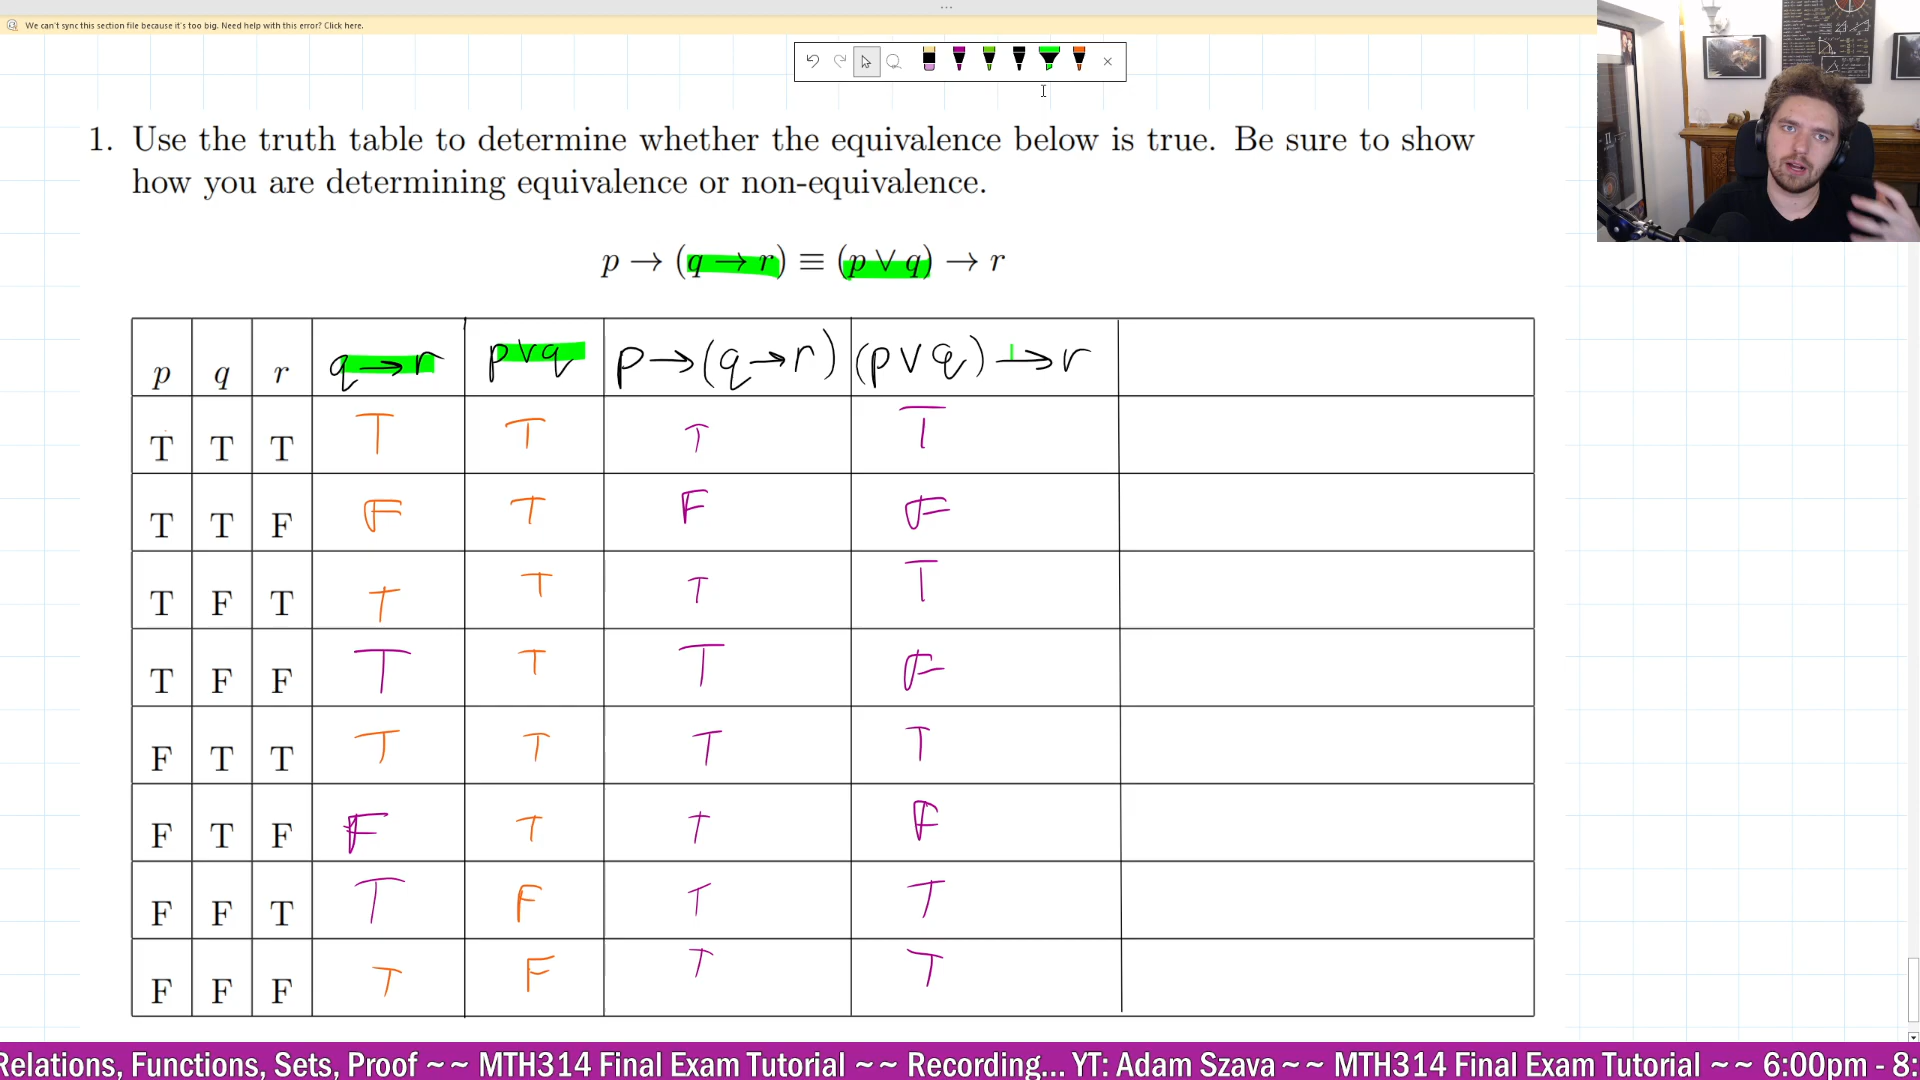 We can't sync this section file because it's too big. Need help with this error? Click here.
1. Use the truth table to determine whether the equivalence below is true. Be sure to show
how you are determining equivalence or non-equivalence.
p → (q → r) ≡ (p ∨ q) → r
p q r q→r p∨q p→(q→r) (p∨q)→r
T T T T T T T
T T F F T F F
T F T T T T T
T F F T T T F
F T T T T T T
F T F F T T F
F F T T F T T
F F F T F T T
Relations, Functions, Sets, Proof ~~ MTH314 Final Exam Tutorial ~~ Recording... YT: Adam Szava ~~ MTH314 Final Exam Tutorial ~~ 6:00pm - 8: